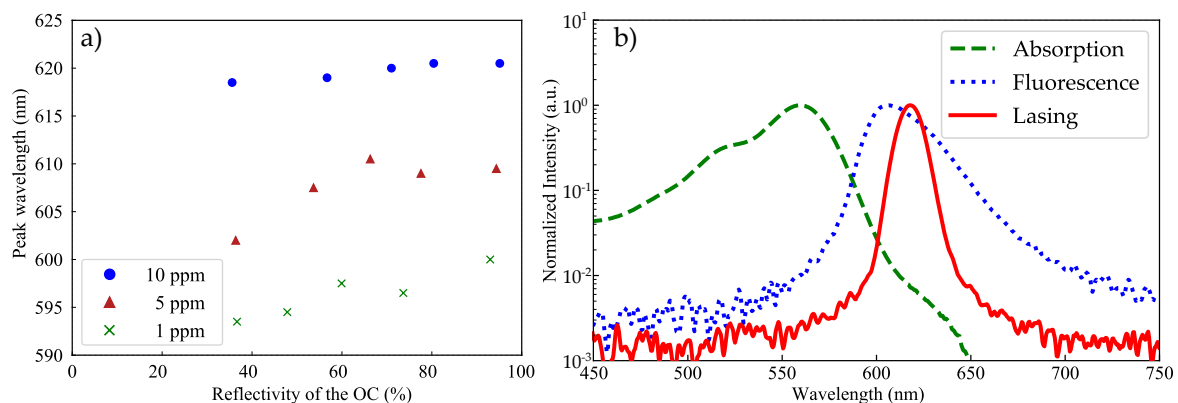 a)
Peak wavelength (nm)
625
620
615
610
605
600
595
590
10 ppm
5 ppm
1 ppm
0
20
40
60
80
100
Reflectivity of the OC (%)
b)
Normalized Intensity (a.u.)
10¹
10⁰
10⁻¹
10⁻²
10⁻³
Absorption
Fluorescence
Lasing
450
500
550
600
650
700
750
Wavelength (nm)